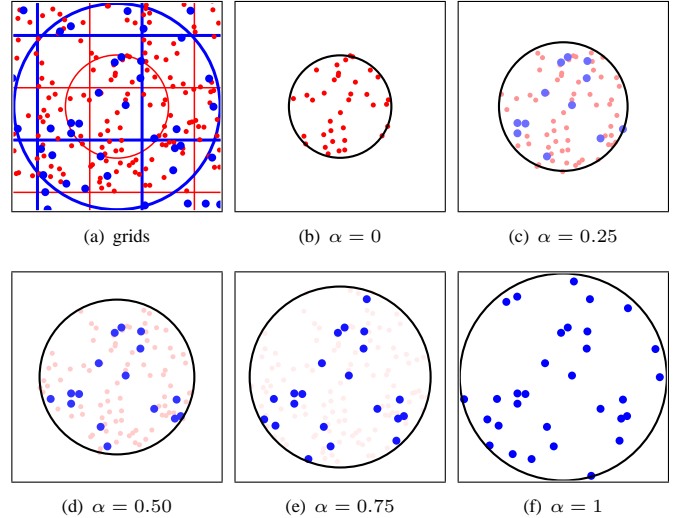 (a) grids
(b) α = 0
(c) α = 0.25
(d) α = 0.50
(e) α = 0.75
(f) α = 1